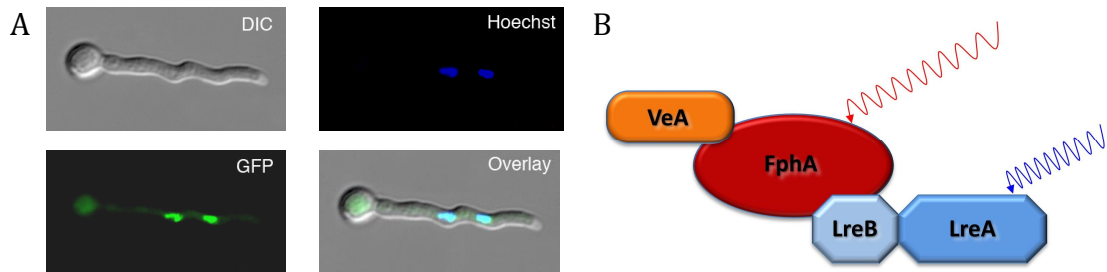 A
DIC
Hoechst
GFP
Overlay
B
VeA
FphA
LreB
LreA